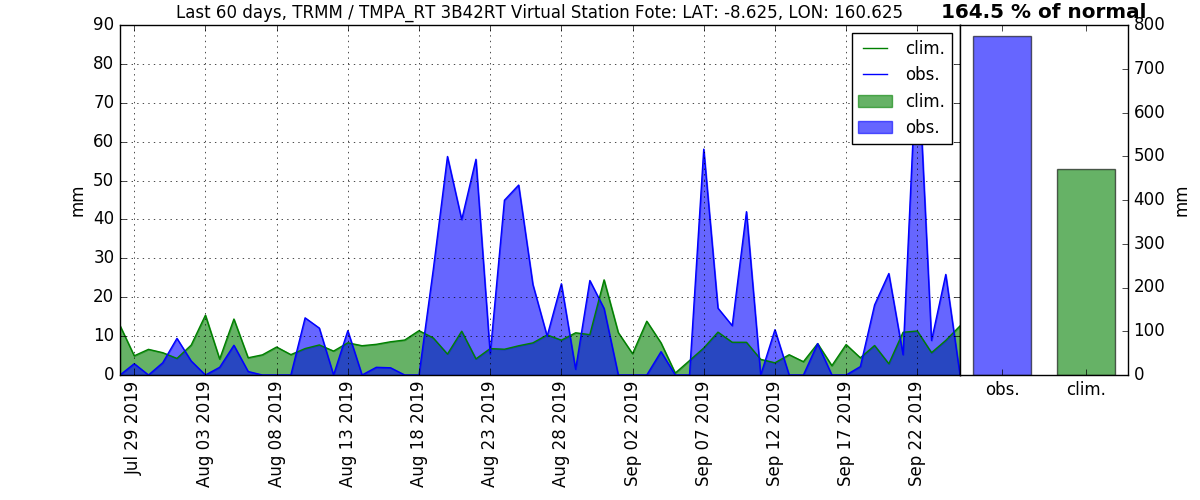 Last 60 days, TRMM / TMPA_RT 3B42RT Virtual Station Fote: LAT: -8.625, LON: 160.625
164.5 % of normal
90
80
70
60
50
40
30
20
10
0
mm
clim.
obs.
clim.
obs.
Jul 29 2019
Aug 03 2019
Aug 08 2019
Aug 13 2019
Aug 18 2019
Aug 23 2019
Aug 28 2019
Sep 02 2019
Sep 07 2019
Sep 12 2019
Sep 17 2019
Sep 22 2019
800
700
600
500
400
300
200
100
0
mm
obs.
clim.